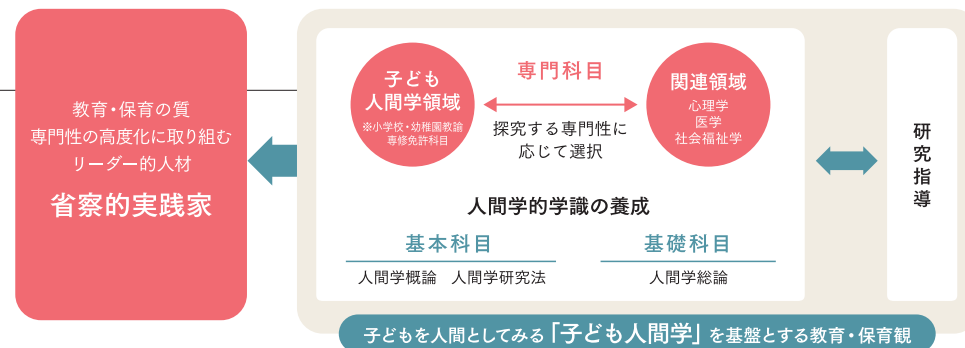 教育・保育の質
専門性の高度化に取り組む
リーダー的人材
省察的実践家
子ども
人間学領域
※小学校・幼稚園教諭
専修免許科目
専門科目
探究する専門性に
応じて選択
関連領域
心理学
医学
社会福祉学
人間学的学識の養成
基本科目
人間学概論 人間学研究法
基礎科目
人間学総論
研究指導
子どもを人間としてみる「子ども人間学」を基盤とする教育・保育観